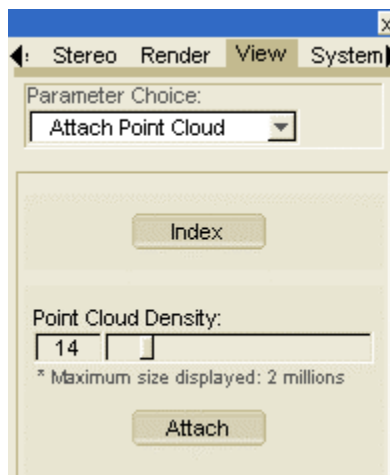 x
Stereo Render View System
Parameter Choice:
Attach Point Cloud
Index
Point Cloud Density:
14
* Maximum size displayed: 2 millions
Attach